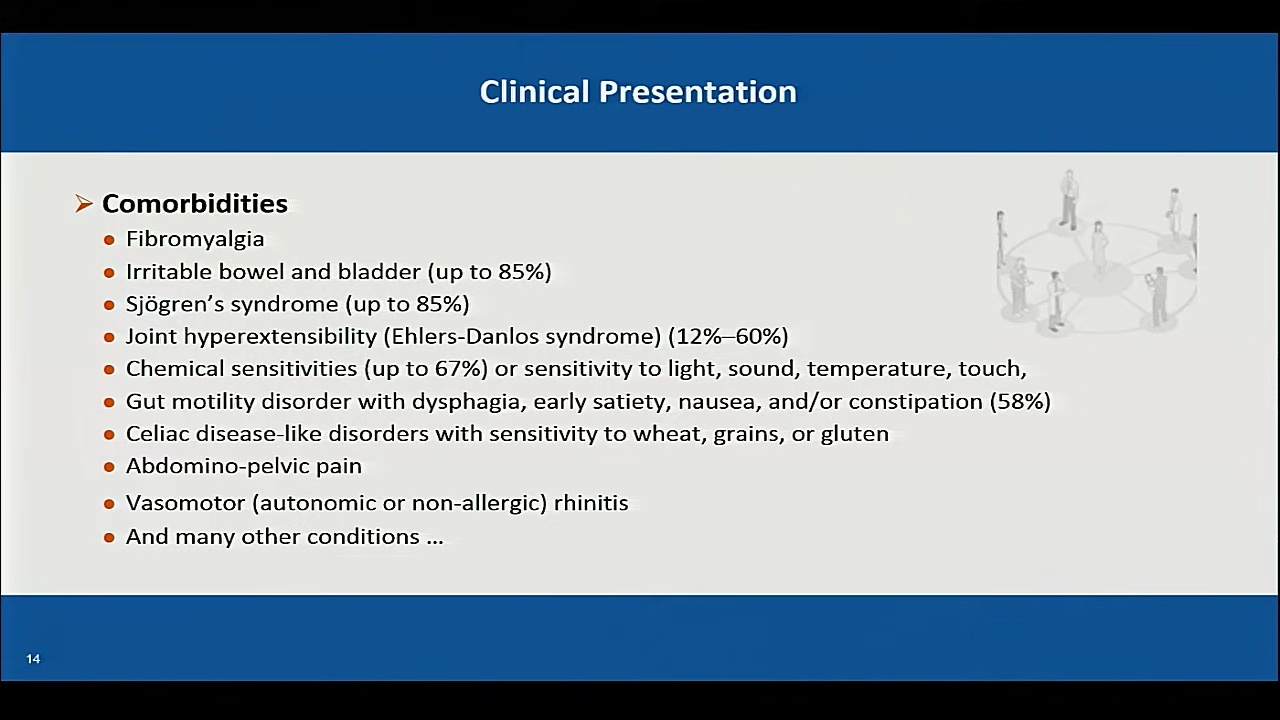 Clinical Presentation
➢ Comorbidities
• Fibromyalgia
• Irritable bowel and bladder (up to 85%)
• Sjögren’s syndrome (up to 85%)
• Joint hyperextensibility (Ehlers-Danlos syndrome) (12%–60%)
• Chemical sensitivities (up to 67%) or sensitivity to light, sound, temperature, touch,
• Gut motility disorder with dysphagia, early satiety, nausea, and/or constipation (58%)
• Celiac disease-like disorders with sensitivity to wheat, grains, or gluten
• Abdomino-pelvic pain
• Vasomotor (autonomic or non-allergic) rhinitis
• And many other conditions ...
14